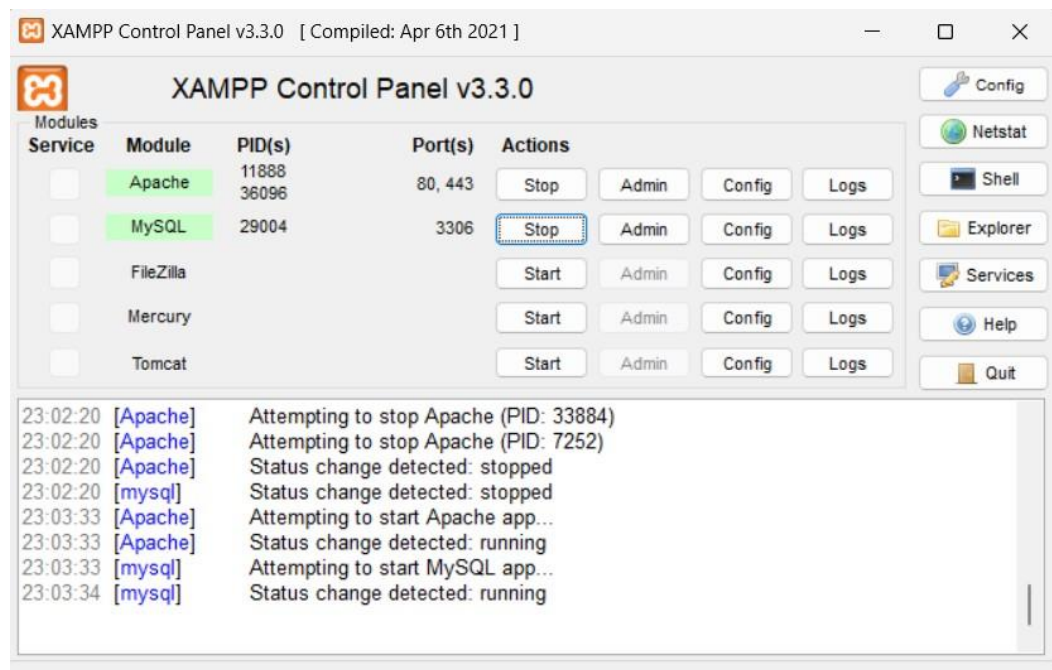 XAMPP Control Panel v3.3.0 [ Compiled: Apr 6th 2021 ]
XAMPP Control Panel v3.3.0
Config
Modules
Netstat
Service Module PID(s) Port(s) Actions
Apache 11888 36096 80, 443 Stop Admin Config Logs
Shell
MySQL 29004 3306 Stop Admin Config Logs
Explorer
FileZilla Start Admin Config Logs
Services
Mercury Start Admin Config Logs
Help
Tomcat Start Admin Config Logs
Quit
23:02:20 [Apache] Attempting to stop Apache (PID: 33884)
23:02:20 [Apache] Attempting to stop Apache (PID: 7252)
23:02:20 [Apache] Status change detected: stopped
23:02:20 [mysql] Status change detected: stopped
23:03:33 [Apache] Attempting to start Apache app...
23:03:33 [Apache] Status change detected: running
23:03:33 [mysql] Attempting to start MySQL app...
23:03:34 [mysql] Status change detected: running